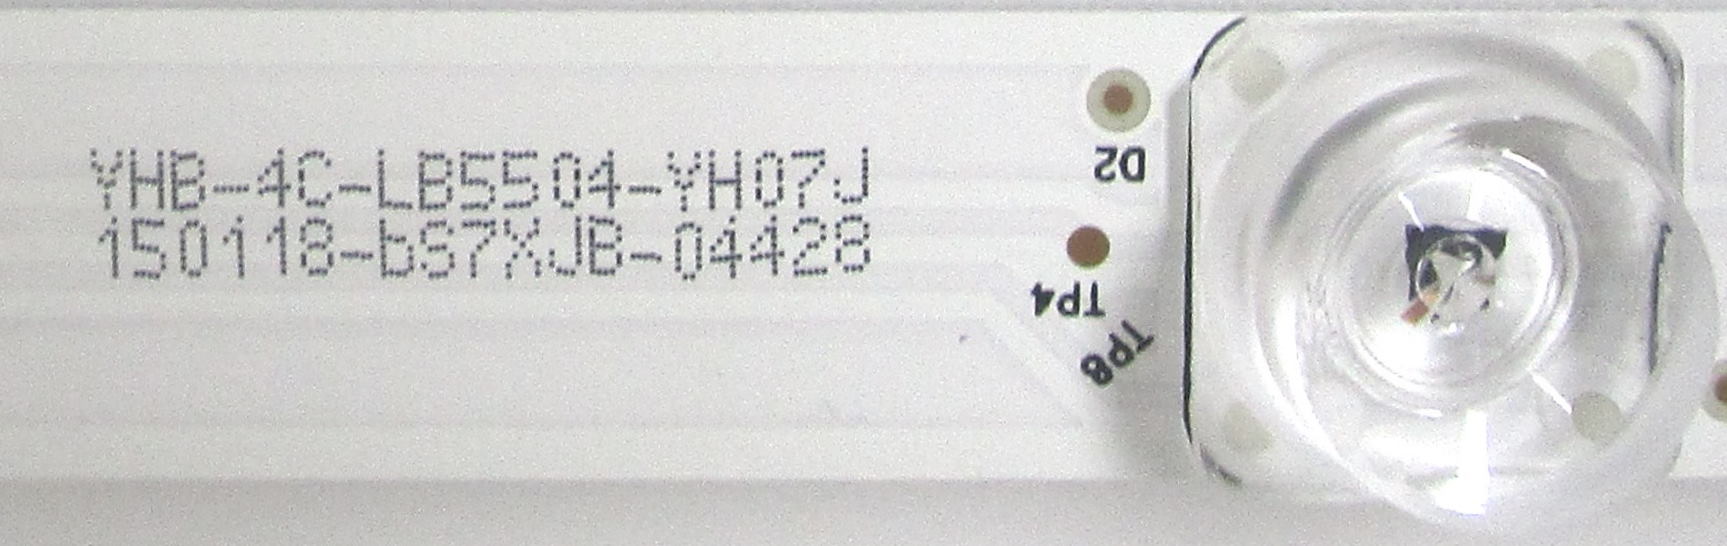 YHB-4C-LB5504-YH07J
150118-bS7XJB-04428
D2
TP4
TP8